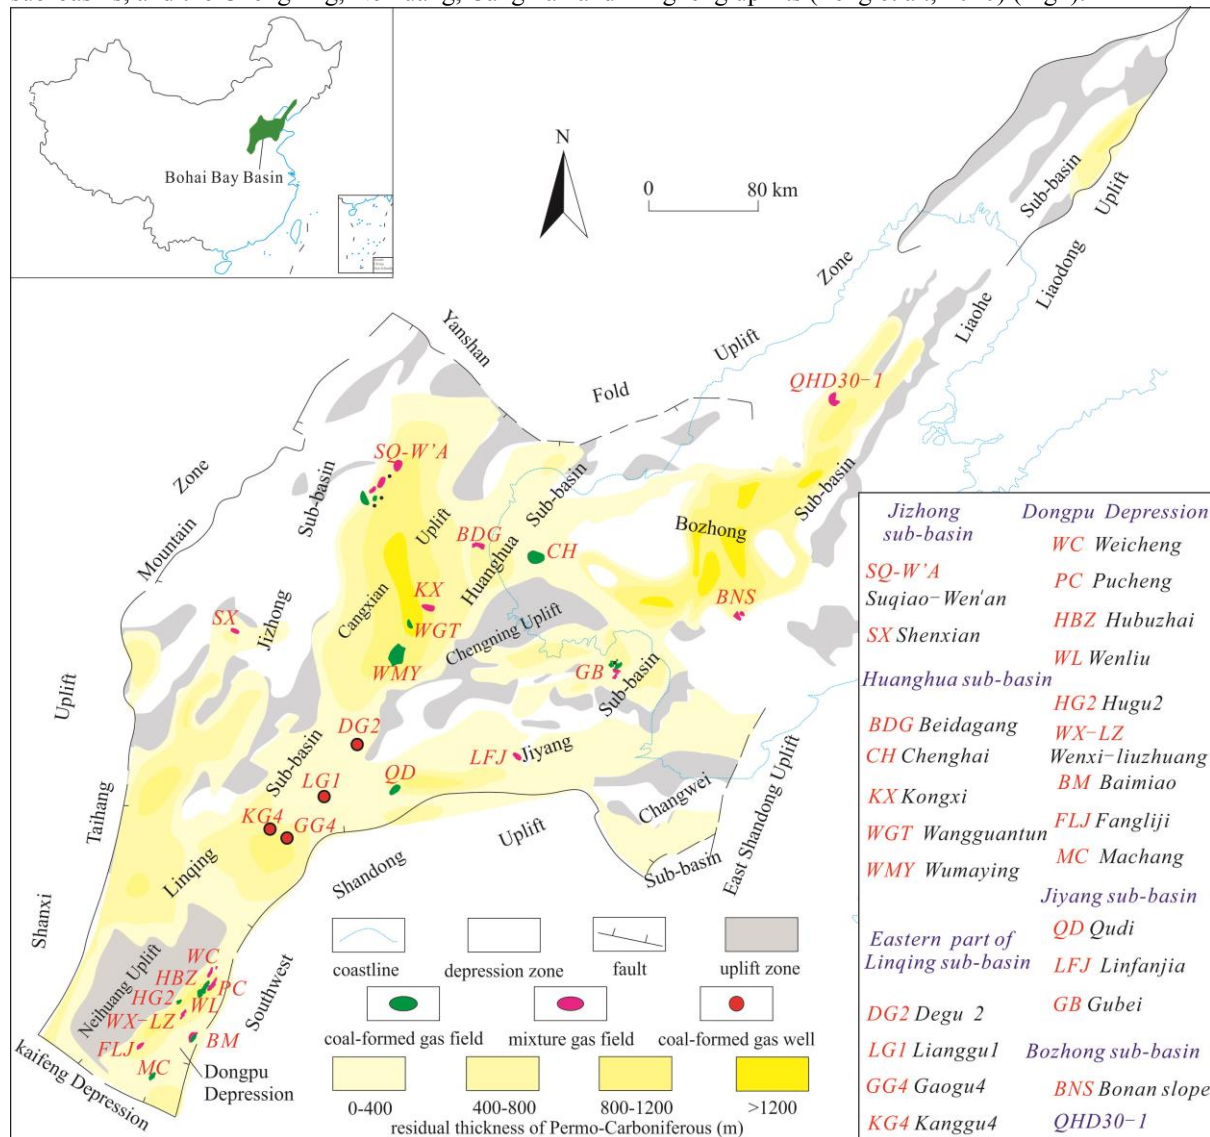 Bohai Bay Basin
N
0 80 km
Sub-basin
Uplift
Liaodong
Liaohe
Zone
Uplift
Fold
Yanshan
QHD30-1
SQ-W'A
Zone
Sub-basin
Mountain
Uplift
Sub-basin
Sub-basin
Bozhong
BDG
Huanghua
CH
Cangxian
KX
WGT
WMY
Chengning Uplift
BNS
SX
Jizhong
GB
Sub-basin
Uplift
DG2
LFJ
Jiyang
Sub-basin
LG1
QD
Changwei
KG4
GG4
Uplift
Sub-basin
East Shandong Uplift
Taihang
Linqing
Shandong
Shanxi
Neihuang Uplift
WC
HBZ
PC
HG2
WL
WX-LZ
Southwest
FLJ
BM
MC
Dongpu
Depression
kaifeng Depression
coastline
depression zone
fault
uplift zone
coal-formed gas field
mixture gas field
coal-formed gas well
0-400
400-800
800-1200
>1200
residual thickness of Permo-Carboniferous (m)
Jizhong
sub-basin
SQ-W'A
Suqiao-Wen'an
SX Shenxian
Huanghua sub-basin
BDG Beidagang
CH Chenghai
KX Kongxi
WGT Wangguantun
WMY Wumaying
Eastern part of
Linqing sub-basin
DG2 Degu 2
LG1 Lianggu1
GG4 Gaogu4
KG4 Kanggu4
Dongpu Depression
WC Weicheng
PC Pucheng
HBZ Hubuzhai
WL Wenliu
HG2 Hugu2
WX-LZ
Wenxi-liuzhuang
BM Baimiao
FLJ Fangliji
MC Machang
Jiyang sub-basin
QD Qudi
LFJ Linfanjia
GB Gubei
Bozhong sub-basin
BNS Bonan slope
QHD30-1